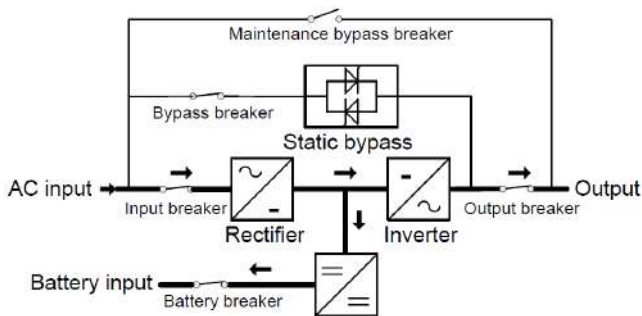 Maintenance bypass breaker
Bypass breaker
Static bypass
AC input
Input breaker
Rectifier
Inverter
Output breaker
Output
Battery input
Battery breaker